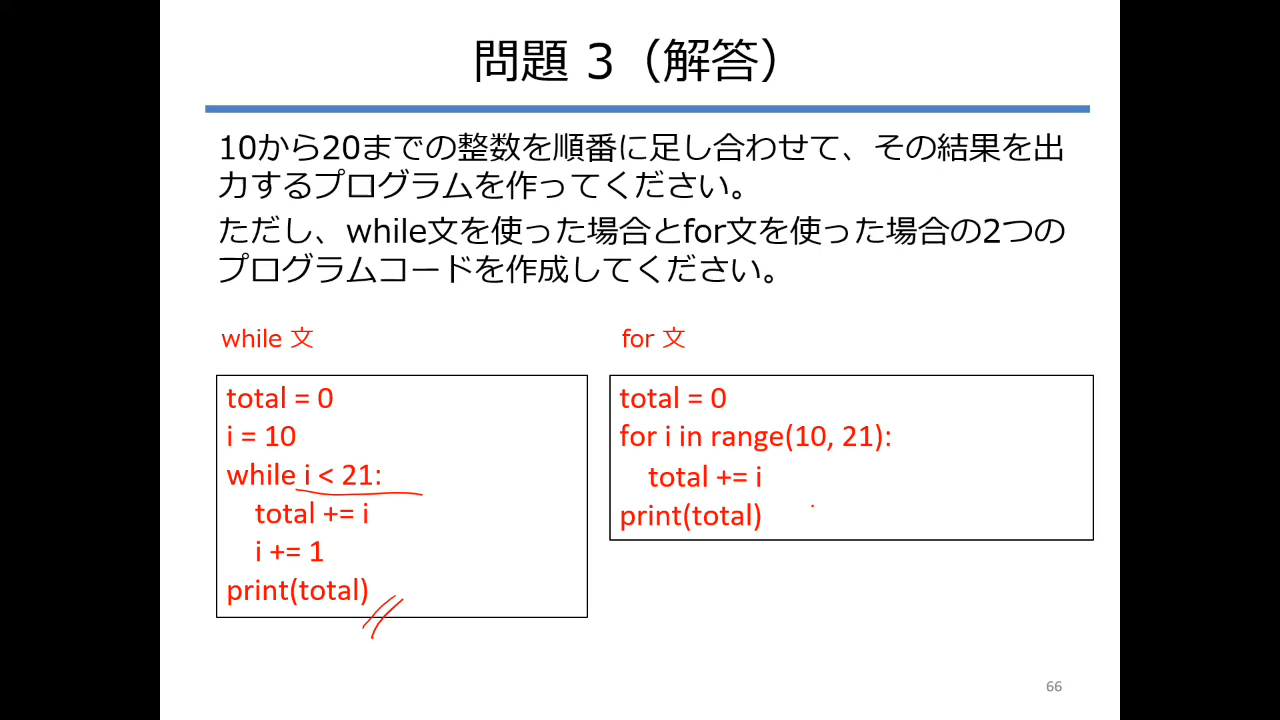 問題 3（解答）
10から20までの整数を順番に足し合わせて、その結果を出
力するプログラムを作ってください。
ただし、while文を使った場合とfor文を使った場合の2つの
プログラムコードを作成してください。
while 文
total = 0
i = 10
while i < 21:
total += i
i += 1
print(total)
for 文
total = 0
for i in range(10, 21):
total += i
print(total)
66